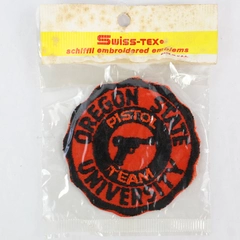 Swiss-Tex®
schiffli embroidered emblems
OREGON STATE
PISTOL
TEAM
UNIVERSITY